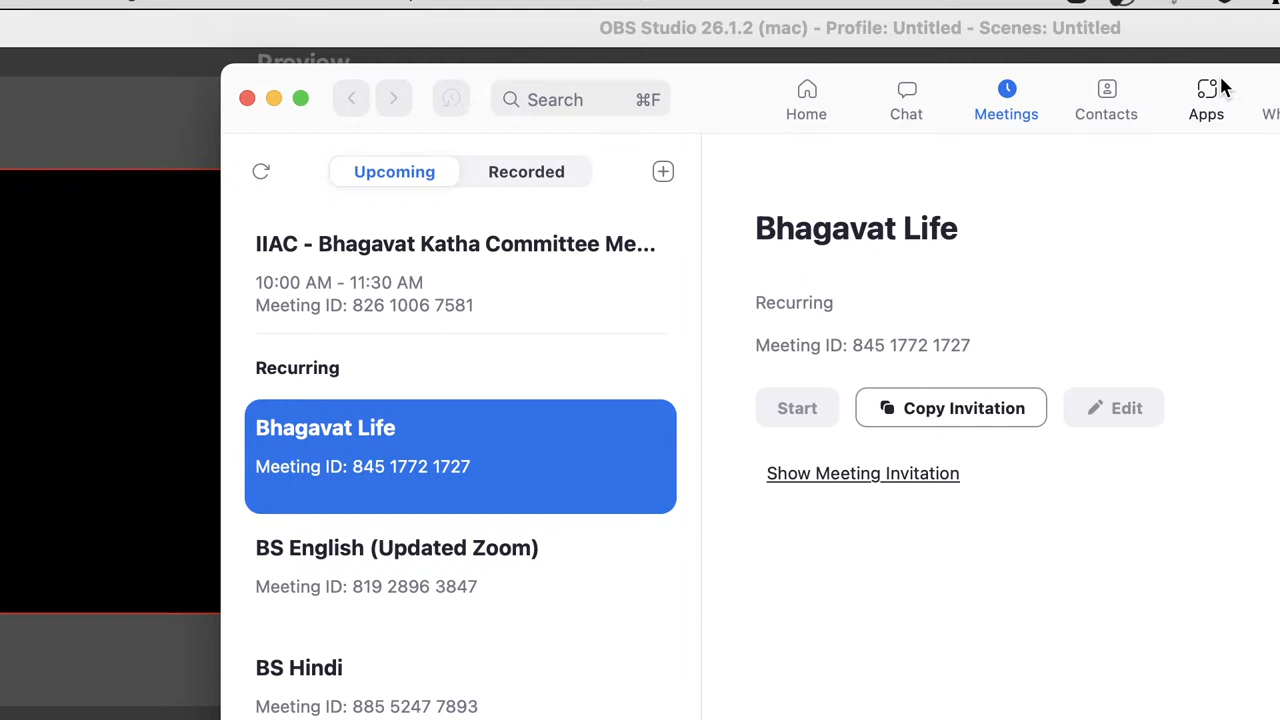 OBS Studio 26.1.2 (mac) - Profile: Untitled - Scenes: Untitled
Preview
Search ⌘F
Home
Chat
Meetings
Contacts
Apps
Upcoming
Recorded
IIAC - Bhagavat Katha Committee Me...
10:00 AM - 11:30 AM
Meeting ID: 826 1006 7581
Recurring
Bhagavat Life
Meeting ID: 845 1772 1727
BS English (Updated Zoom)
Meeting ID: 819 2896 3847
BS Hindi
Meeting ID: 885 5247 7893
Bhagavat Life
Recurring
Meeting ID: 845 1772 1727
Start
Copy Invitation
Edit
Show Meeting Invitation